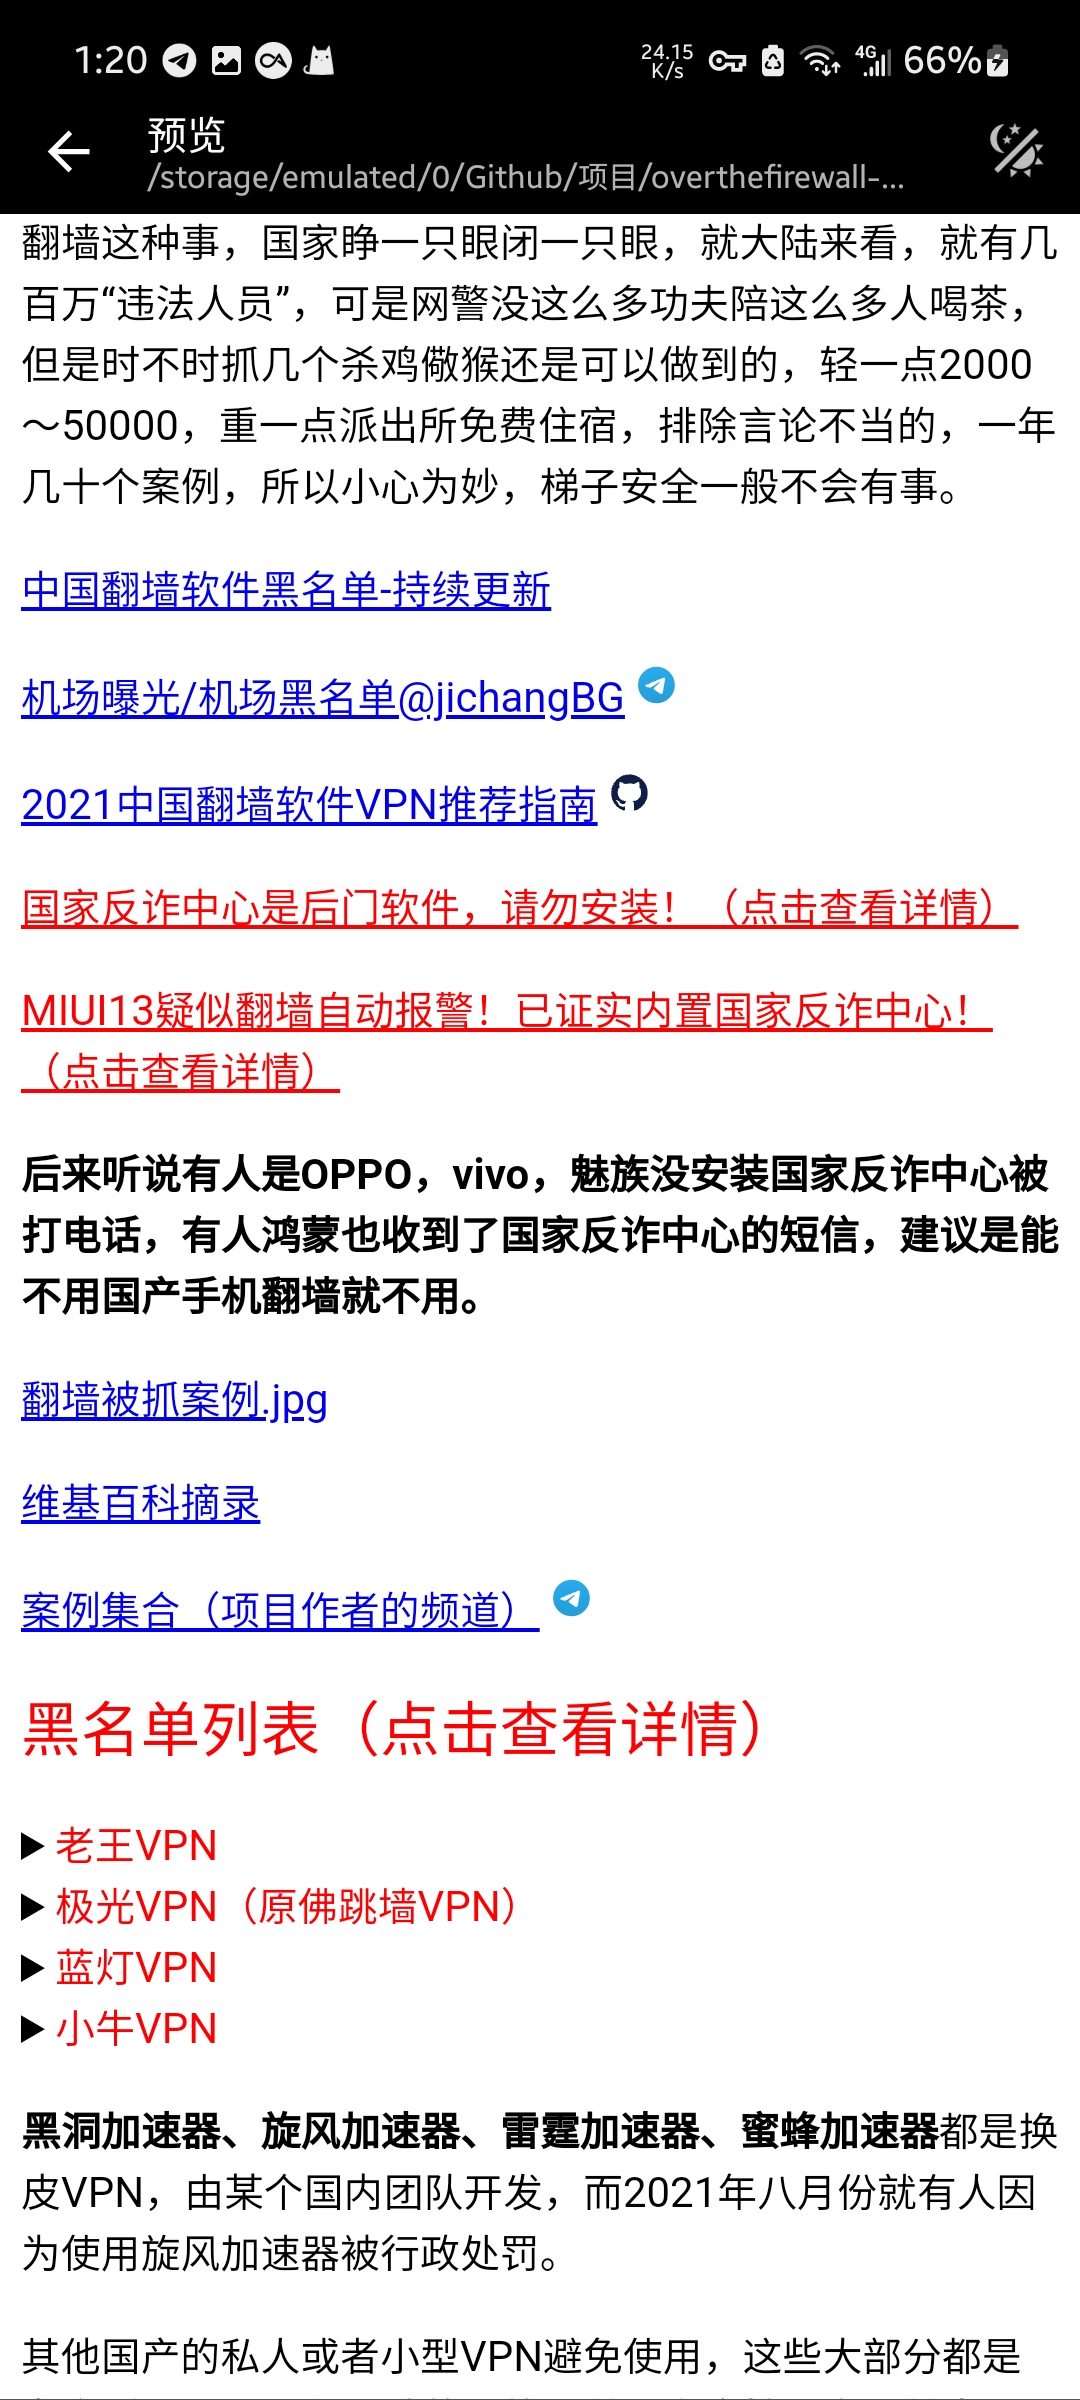 1:20
24.15 K/s
4G
66%
预览
/storage/emulated/0/Github/项目/overthefirewall-...
翻墙这种事，国家睁一只眼闭一只眼，就大陆来看，就有几
百万“违法人员”，可是网警没这么多功夫陪这么多人喝茶，
但是时不时抓几个杀鸡儆猴还是可以做到的，轻一点2000
～50000，重一点派出所免费住宿，排除言论不当的，一年
几十个案例，所以小心为妙，梯子安全一般不会有事。
中国翻墙软件黑名单-持续更新
机场曝光/机场黑名单@jichangBG
2021中国翻墙软件VPN推荐指南
国家反诈中心是后门软件，请勿安装！（点击查看详情）
MIUI13疑似翻墙自动报警！已证实内置国家反诈中心！
（点击查看详情）
后来听说有人是OPPO，vivo，魅族没安装国家反诈中心被
打电话，有人鸿蒙也收到了国家反诈中心的短信，建议是能
不用国产手机翻墙就不用。
翻墙被抓案例.jpg
维基百科摘录
案例集合（项目作者的频道）
黑名单列表（点击查看详情）
▶ 老王VPN
▶ 极光VPN（原佛跳墙VPN）
▶ 蓝灯VPN
▶ 小牛VPN
黑洞加速器、旋风加速器、雷霆加速器、蜜蜂加速器都是换
皮VPN，由某个国内团队开发，而2021年八月份就有人因
为使用旋风加速器被行政处罚。
其他国产的私人或者小型VPN避免使用，这些大部分都是